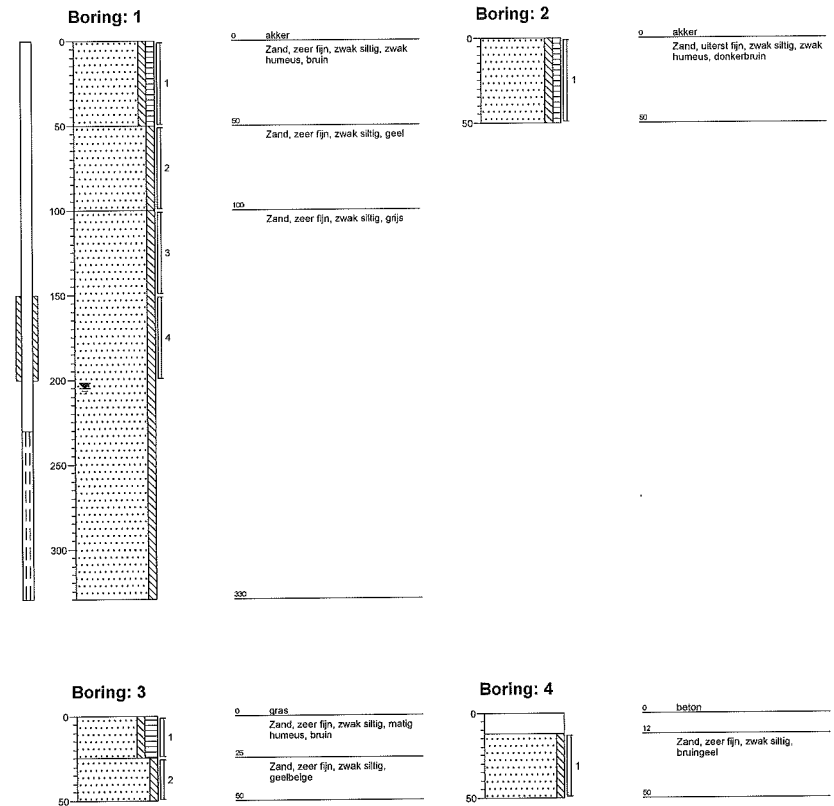 Boring: 1
0
50
100
150
200
250
300
1
2
3
4
0 akker
Zand, zeer fijn, zwak siltig, zwak
humeus, bruin
50
Zand, zeer fijn, zwak siltig, geel
100
Zand, zeer fijn, zwak siltig, grijs
330
Boring: 2
0
50
1
0 akker
Zand, uiterst fijn, zwak siltig, zwak
humeus, donkerbruin
50
Boring: 3
0
50
1
2
0 gras
Zand, zeer fijn, zwak siltig, matig
humeus, bruin
25
Zand, zeer fijn, zwak siltig,
geelbeige
50
Boring: 4
0
50
1
0 beton
12
Zand, zeer fijn, zwak siltig,
bruingeel
50